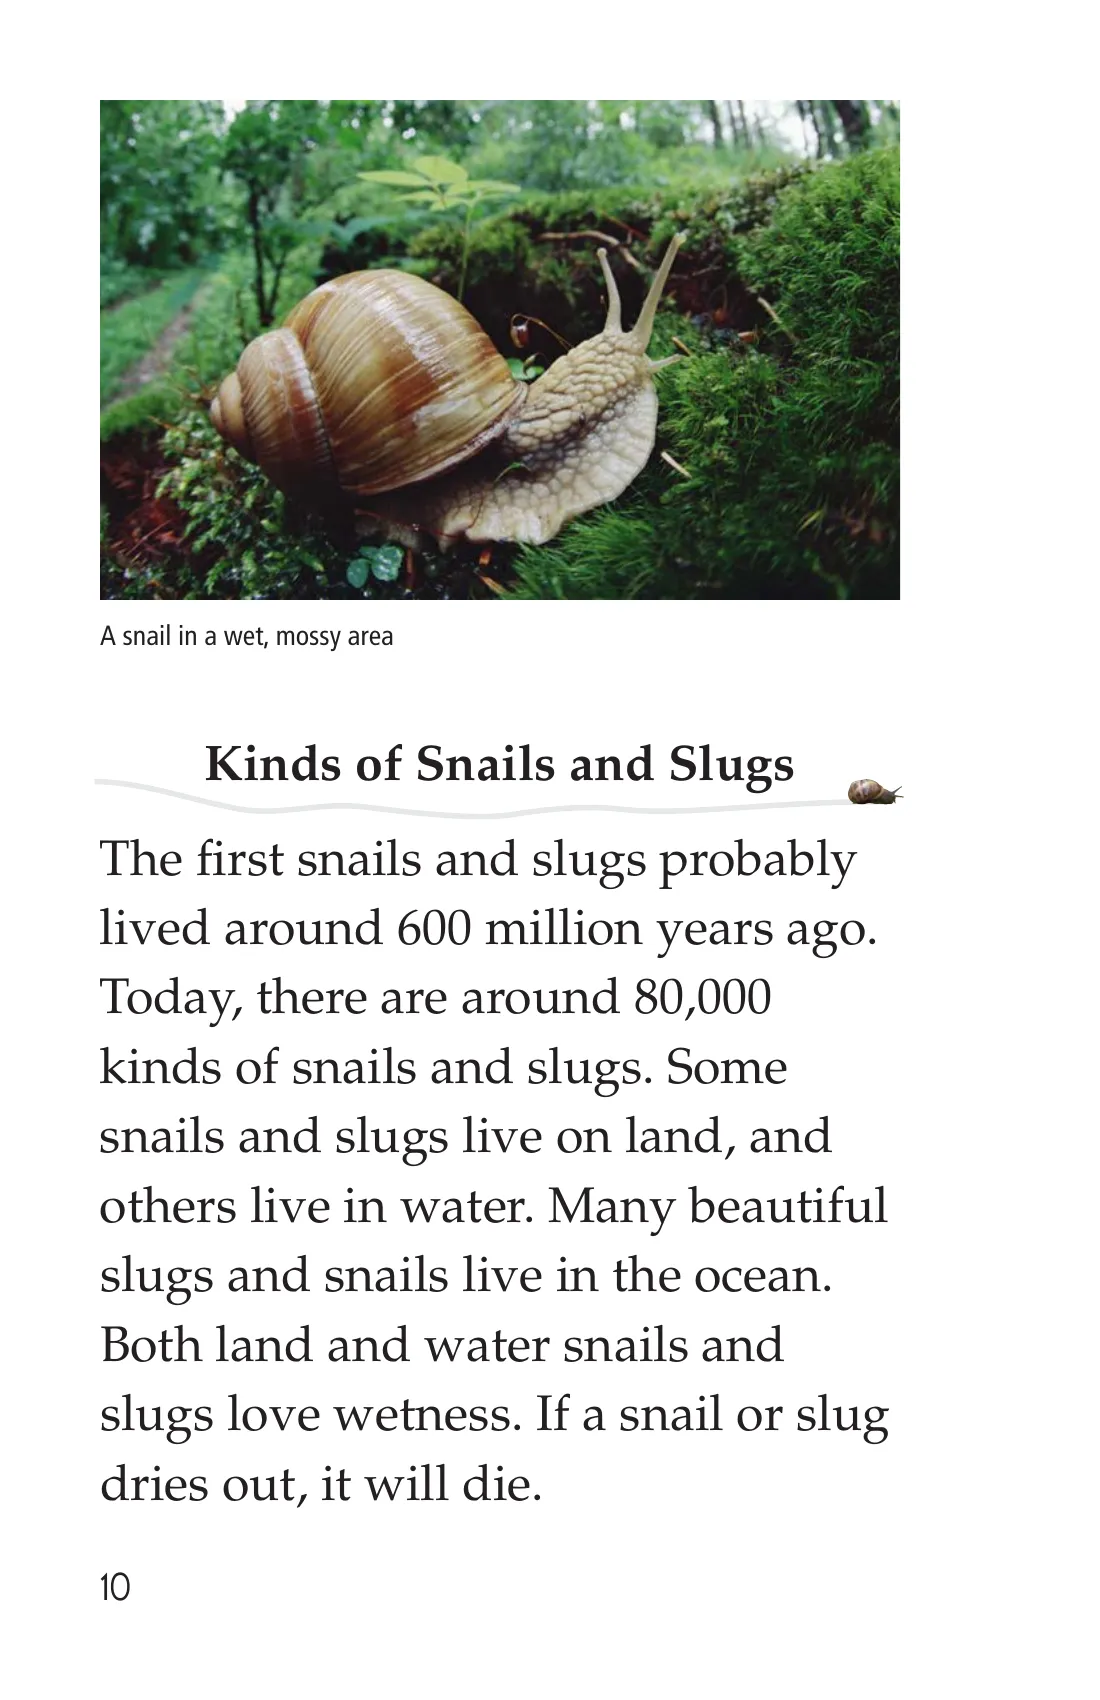 A snail in a wet, mossy area
Kinds of Snails and Slugs
The first snails and slugs probably
lived around 600 million years ago.
Today, there are around 80,000
kinds of snails and slugs. Some
snails and slugs live on land, and
others live in water. Many beautiful
slugs and snails live in the ocean.
Both land and water snails and
slugs love wetness. If a snail or slug
dries out, it will die.
10